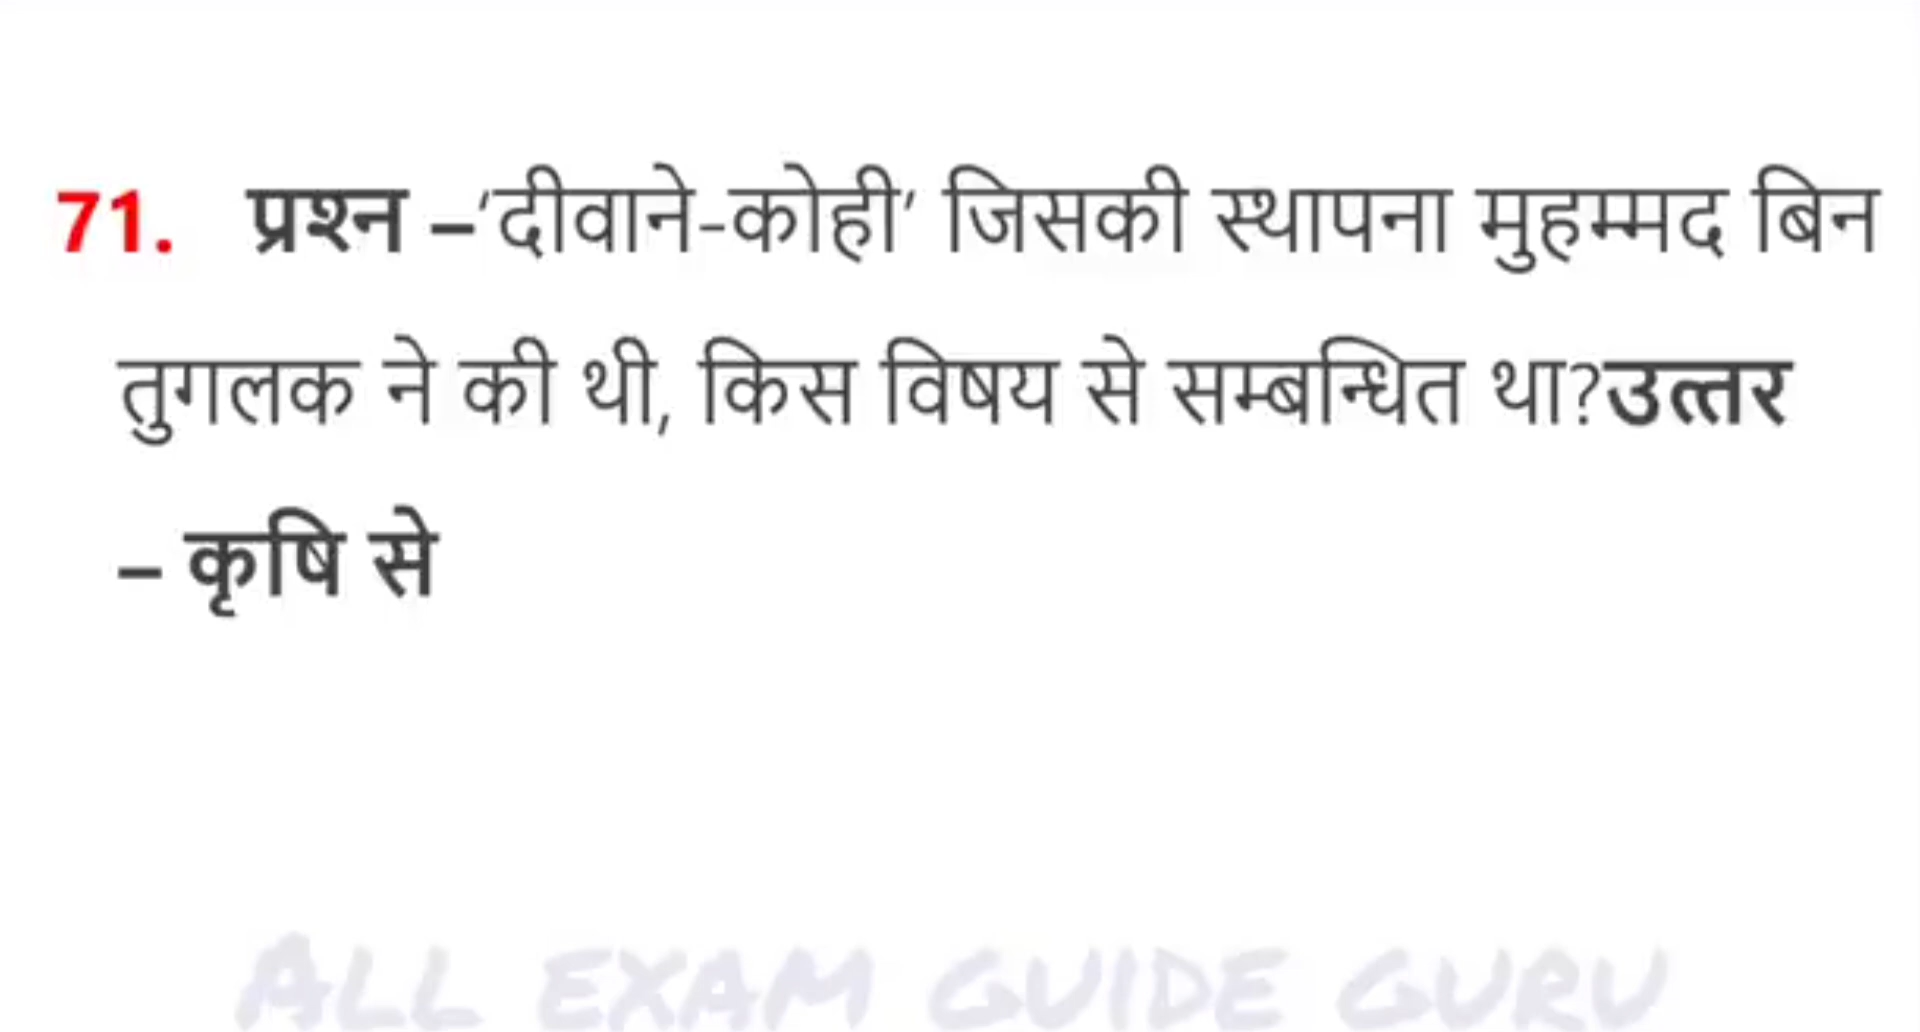 71. प्रश्न –‘दीवाने-कोही’ जिसकी स्थापना मुहम्मद बिन
तुगलक ने की थी, किस विषय से सम्बन्धित था?उत्तर
– कृषि से
ALL EXAM GUIDE GURU